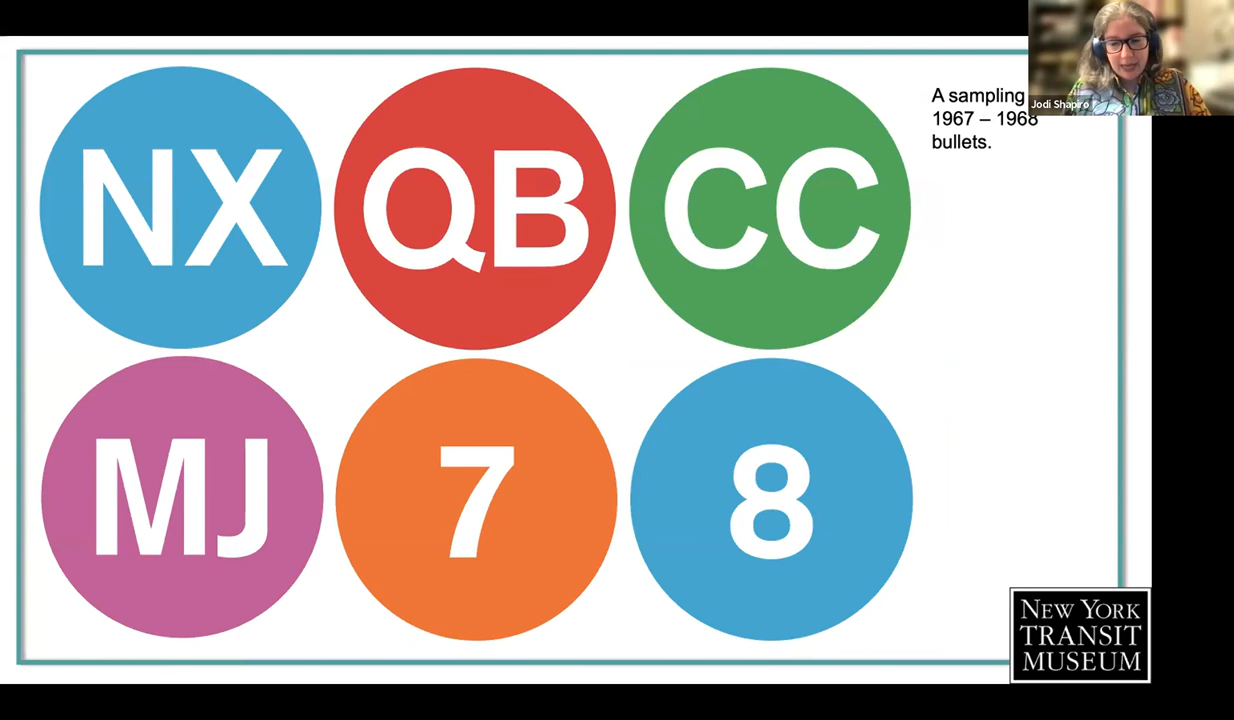 NX QB CC
A sampling
1967 – 1968
bullets.
Jodi Shapiro
MJ 7 8
NEW YORK
TRANSIT
MUSEUM